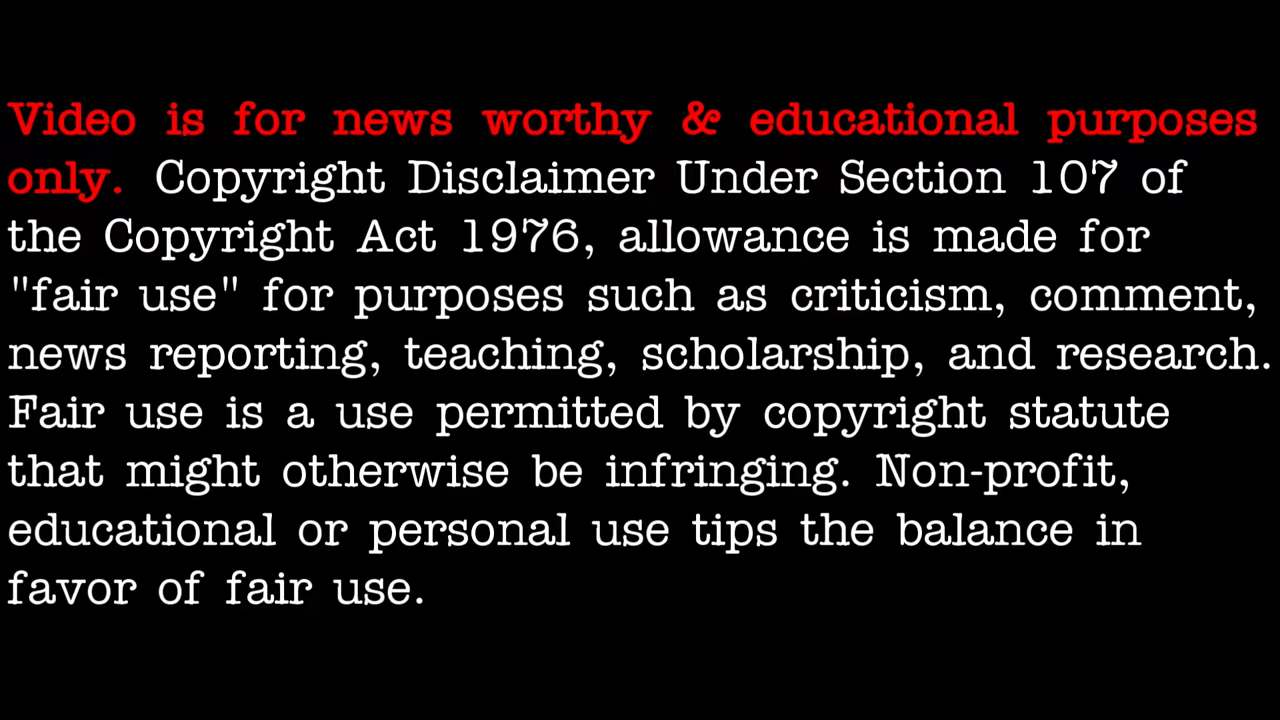 Video is for news worthy & educational purposes
only. Copyright Disclaimer Under Section 107 of
the Copyright Act 1976, allowance is made for
"fair use" for purposes such as criticism, comment,
news reporting, teaching, scholarship, and research.
Fair use is a use permitted by copyright statute
that might otherwise be infringing. Non-profit,
educational or personal use tips the balance in
favor of fair use.